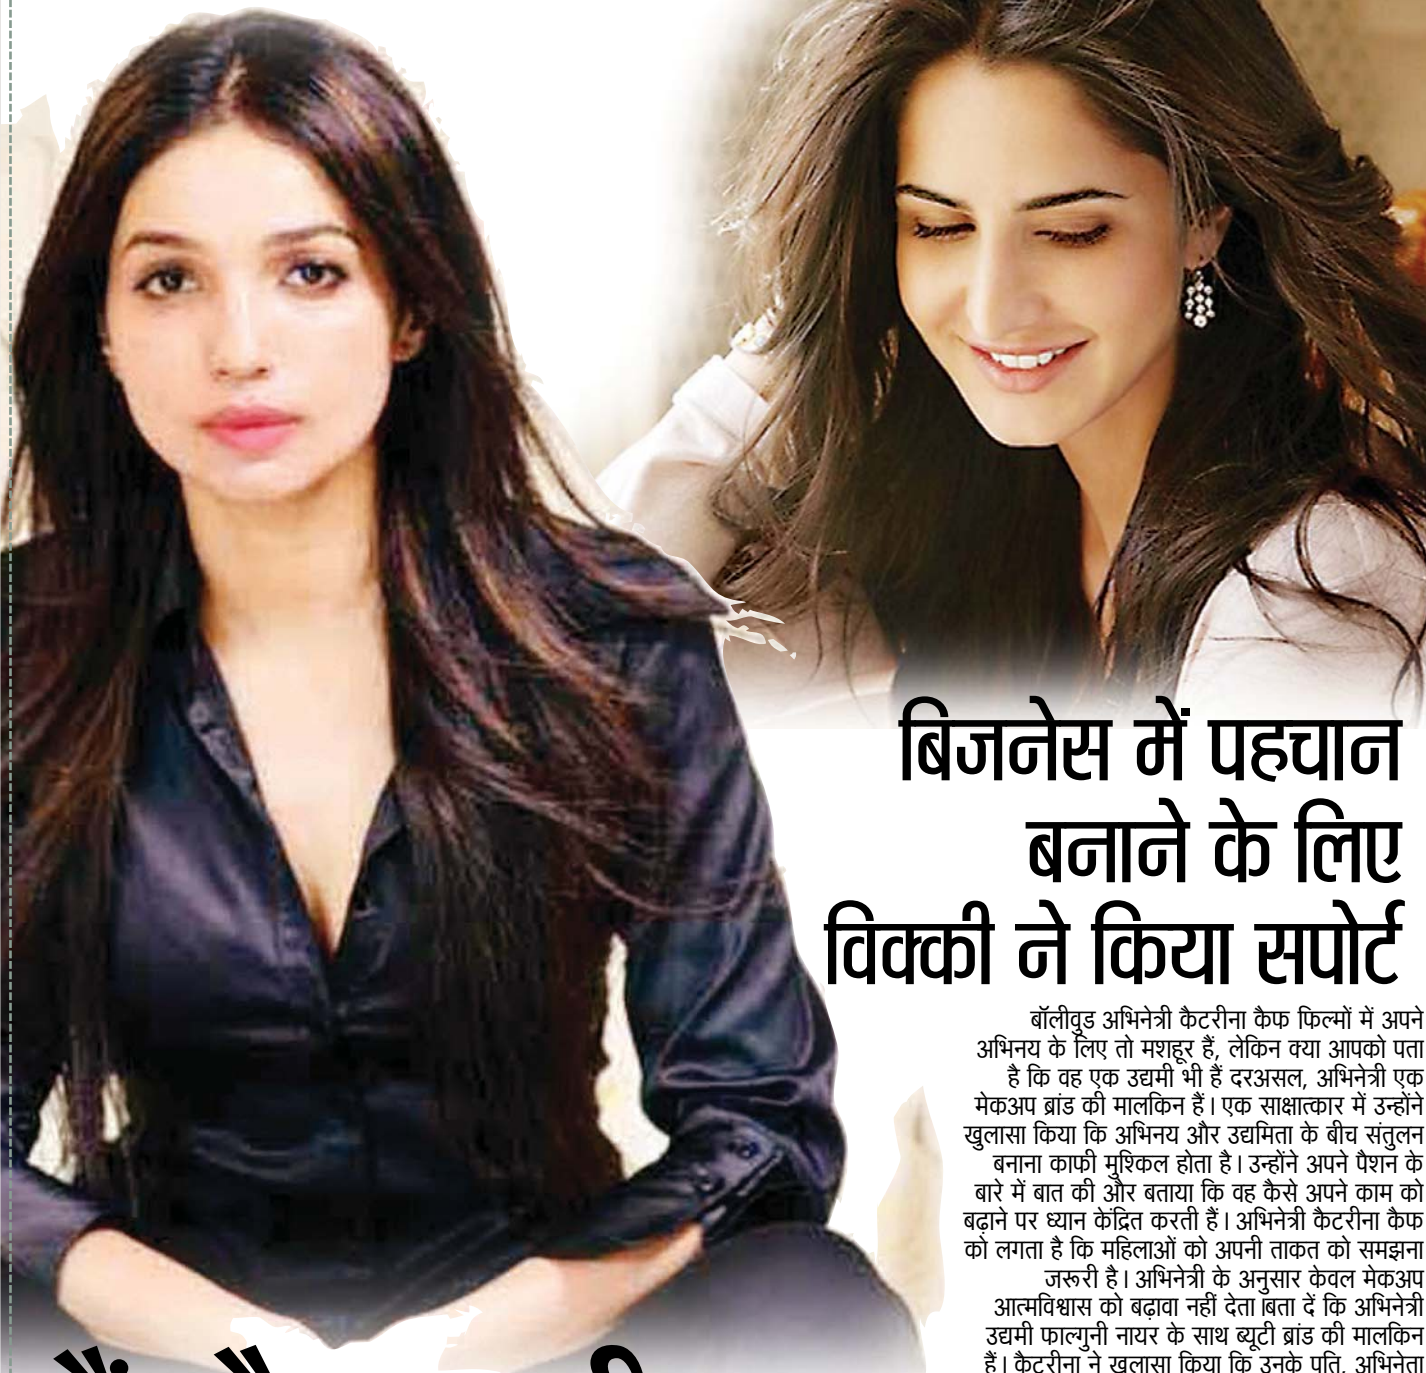 बिजनेस में पहचान
बनाने के लिए
विक्की ने किया सपोर्ट
बॉलीवुड अभिनेत्री कैटरीना कैफ फिल्मों में अपने
अभिनय के लिए तो मशहूर हैं, लेकिन क्या आपको पता
है कि वह एक उद्यमी भी हैं दरअसल, अभिनेत्री एक
मेकअप ब्रांड की मालकिन हैं। एक साक्षात्कार में उन्होंने
खुलासा किया कि अभिनय और उद्यमिता के बीच संतुलन
बनाना काफी मुश्किल होता है। उन्होंने अपने पैशन के
बारे में बात की और बताया कि वह कैसे अपने काम को
बढ़ाने पर ध्यान केंद्रित करती हैं। अभिनेत्री कैटरीना कैफ
को लगता है कि महिलाओं को अपनी ताकत को समझना
जरूरी है। अभिनेत्री के अनुसार केवल मेकअप
आत्मविश्वास को बढ़ावा नहीं देता।बता दें कि अभिनेत्री
उद्यमी फाल्गुनी नायर के साथ ब्यूटी ब्रांड की मालकिन
हैं। कैटरीना ने खुलासा किया कि उनके पति, अभिनेता